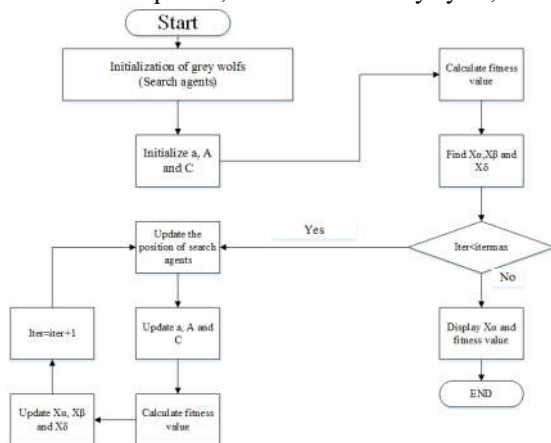 Start
Initialization of grey wolfs
(Search agents)
Initialize a, A
and C
Calculate fitness
value
Find Xα,Xβ and
Xδ
Iter<itermax
Yes
No
Update the
position of search
agents
Update a, A and
C
Calculate fitness
value
Update Xα, Xβ
and Xδ
Iter=iter+1
Display Xα and
fitness value
END